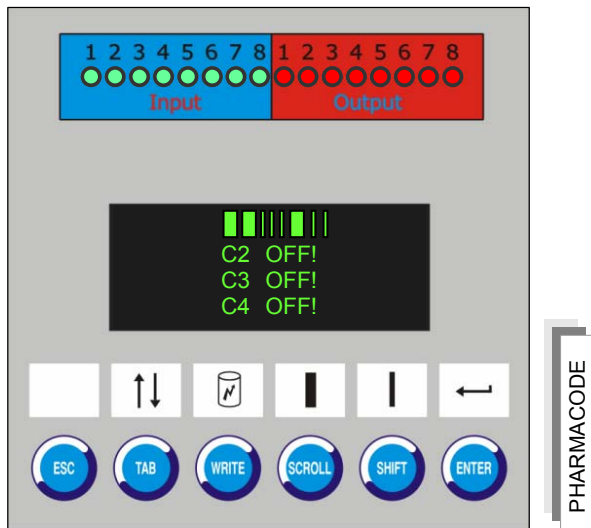 1 2 3 4 5 6 7 8 1 2 3 4 5 6 7 8
Input Output
C2 OFF!
C3 OFF!
C4 OFF!
ESC TAB WRITE SCROLL SHIFT ENTER
PHARMACODE